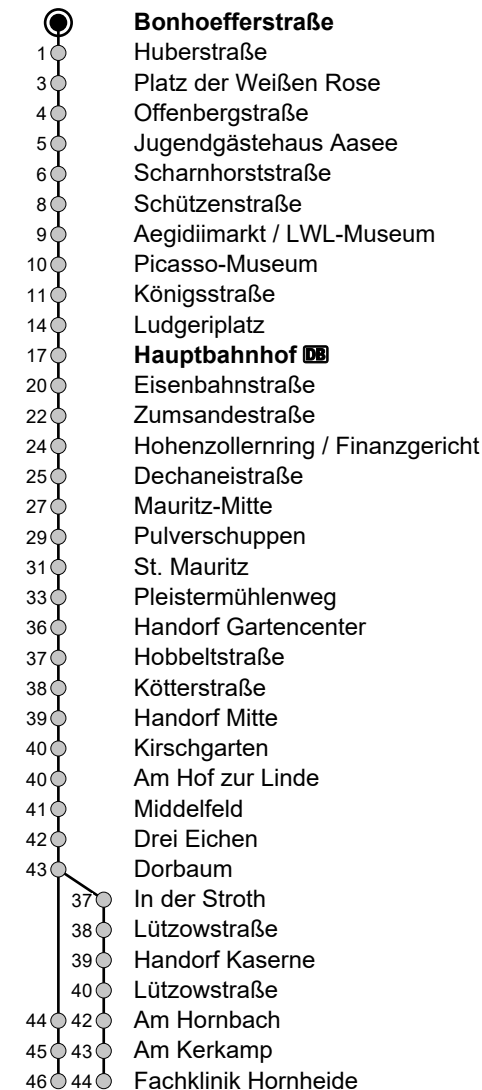 Bonhoefferstraße
1 Huberstraße
3 Platz der Weißen Rose
4 Offenbergstraße
5 Jugendgästehaus Aasee
6 Scharnhorststraße
8 Schützenstraße
9 Aegidiimarkt / LWL-Museum
10 Picasso-Museum
11 Königsstraße
14 Ludgeriplatz
17 Hauptbahnhof DB
20 Eisenbahnstraße
22 Zumsandestraße
24 Hohenzollernring / Finanzgericht
25 Dechaneistraße
27 Mauritz-Mitte
29 Pulverschuppen
31 St. Mauritz
33 Pleistermühlenweg
36 Handorf Gartencenter
37 Hobbeltstraße
38 Kötterstraße
39 Handorf Mitte
40 Kirschgarten
40 Am Hof zur Linde
41 Middelfeld
42 Drei Eichen
43 Dorbaum
37 In der Stroth
38 Lützowstraße
39 Handorf Kaserne
40 Lützowstraße
44 42 Am Hornbach
45 43 Am Kerkamp
46 44 Fachklinik Hornheide